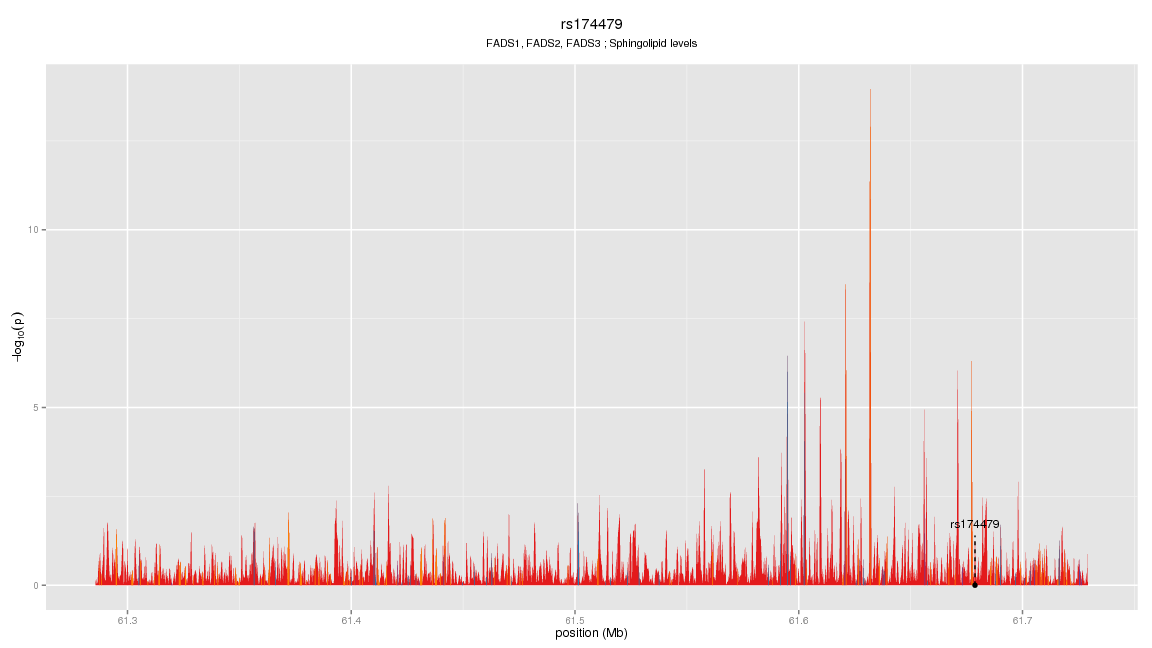 rs174479
FADS1, FADS2, FADS3 ; Sphingolipid levels
−log10(p)
10
5
0
rs174479
61.3 61.4 61.5 61.6 61.7
position (Mb)